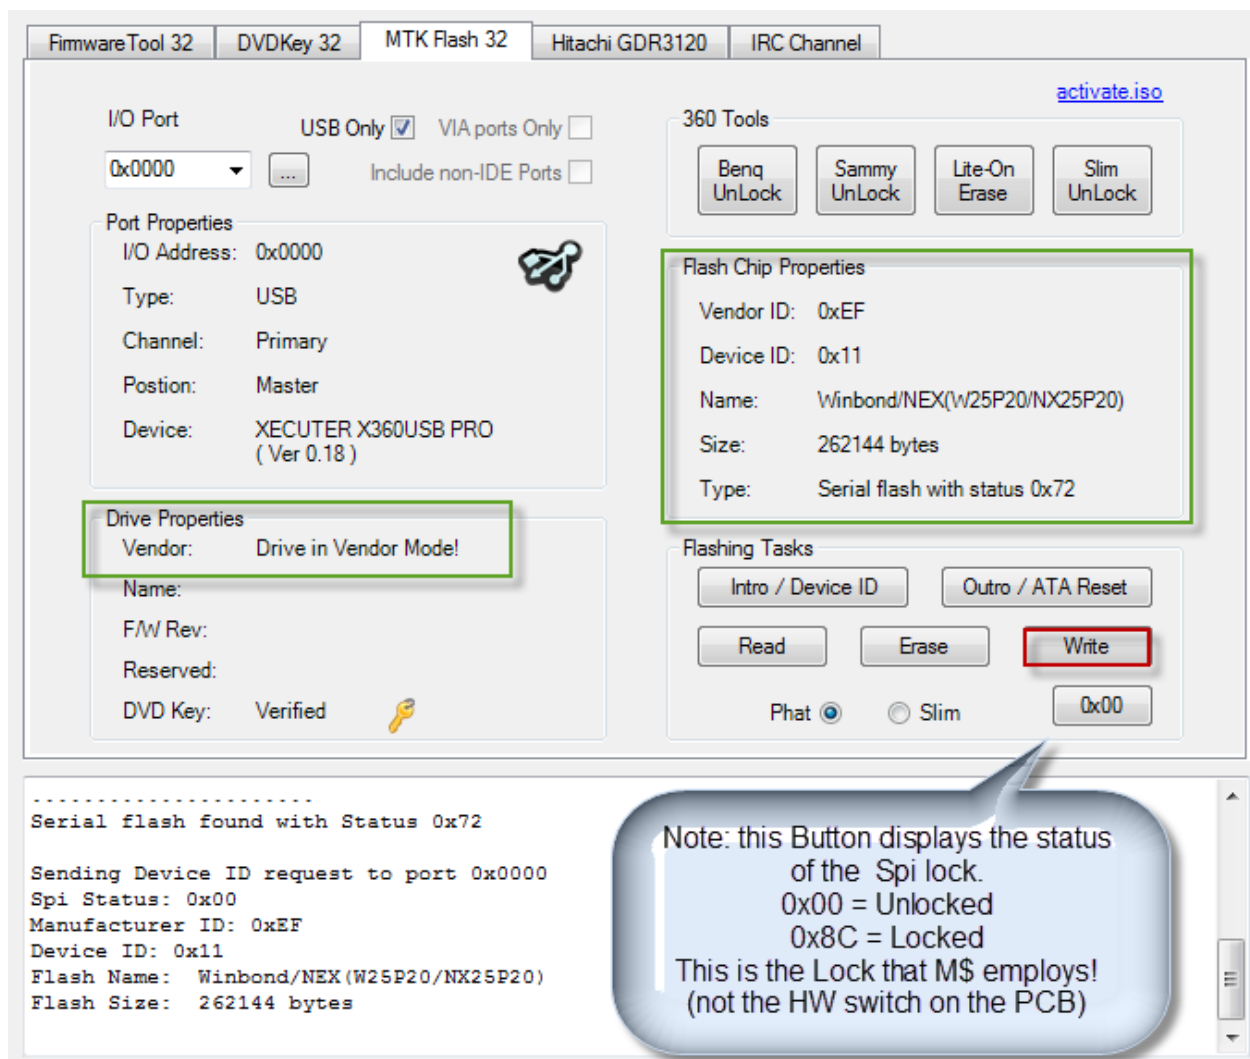 FirmwareTool 32
DVDKey 32
MTK Flash 32
Hitachi GDR3120
IRC Channel
activate.iso
I/O Port
USB Only
VIA ports Only
0x0000
...
Include non-IDE Ports
Port Properties
I/O Address: 0x0000
Type: USB
Channel: Primary
Postion: Master
Device: XECUTER X360USB PRO
( Ver 0.18 )
Drive Properties
Vendor: Drive in Vendor Mode!
Name:
F/W Rev:
Reserved:
DVD Key: Verified
360 Tools
Benq
UnLock
Sammy
UnLock
Lite-On
Erase
Slim
UnLock
Flash Chip Properties
Vendor ID: 0xEF
Device ID: 0x11
Name: Winbond/NEX(W25P20/NX25P20)
Size: 262144 bytes
Type: Serial flash with status 0x72
Flashing Tasks
Intro / Device ID
Outro / ATA Reset
Read
Erase
Write
Phat
Slim
0x00
......................
Serial flash found with Status 0x72
Sending Device ID request to port 0x0000
Spi Status: 0x00
Manufacturer ID: 0xEF
Device ID: 0x11
Flash Name: Winbond/NEX(W25P20/NX25P20)
Flash Size: 262144 bytes
Note: this Button displays the status
of the Spi lock.
0x00 = Unlocked
0x8C = Locked
This is the Lock that M$ employs!
(not the HW switch on the PCB)